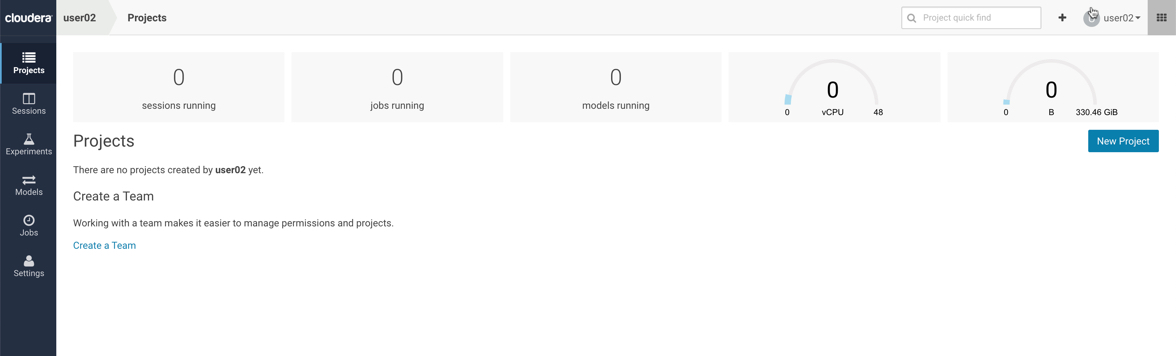 cloudera
user02
Projects
Project quick find
+
user02
Projects
Sessions
Experiments
Models
Jobs
Settings
0
sessions running
0
jobs running
0
models running
0
0
vCPU
48
0
0
B
330.46 GiB
Projects
New Project
There are no projects created by user02 yet.
Create a Team
Working with a team makes it easier to manage permissions and projects.
Create a Team